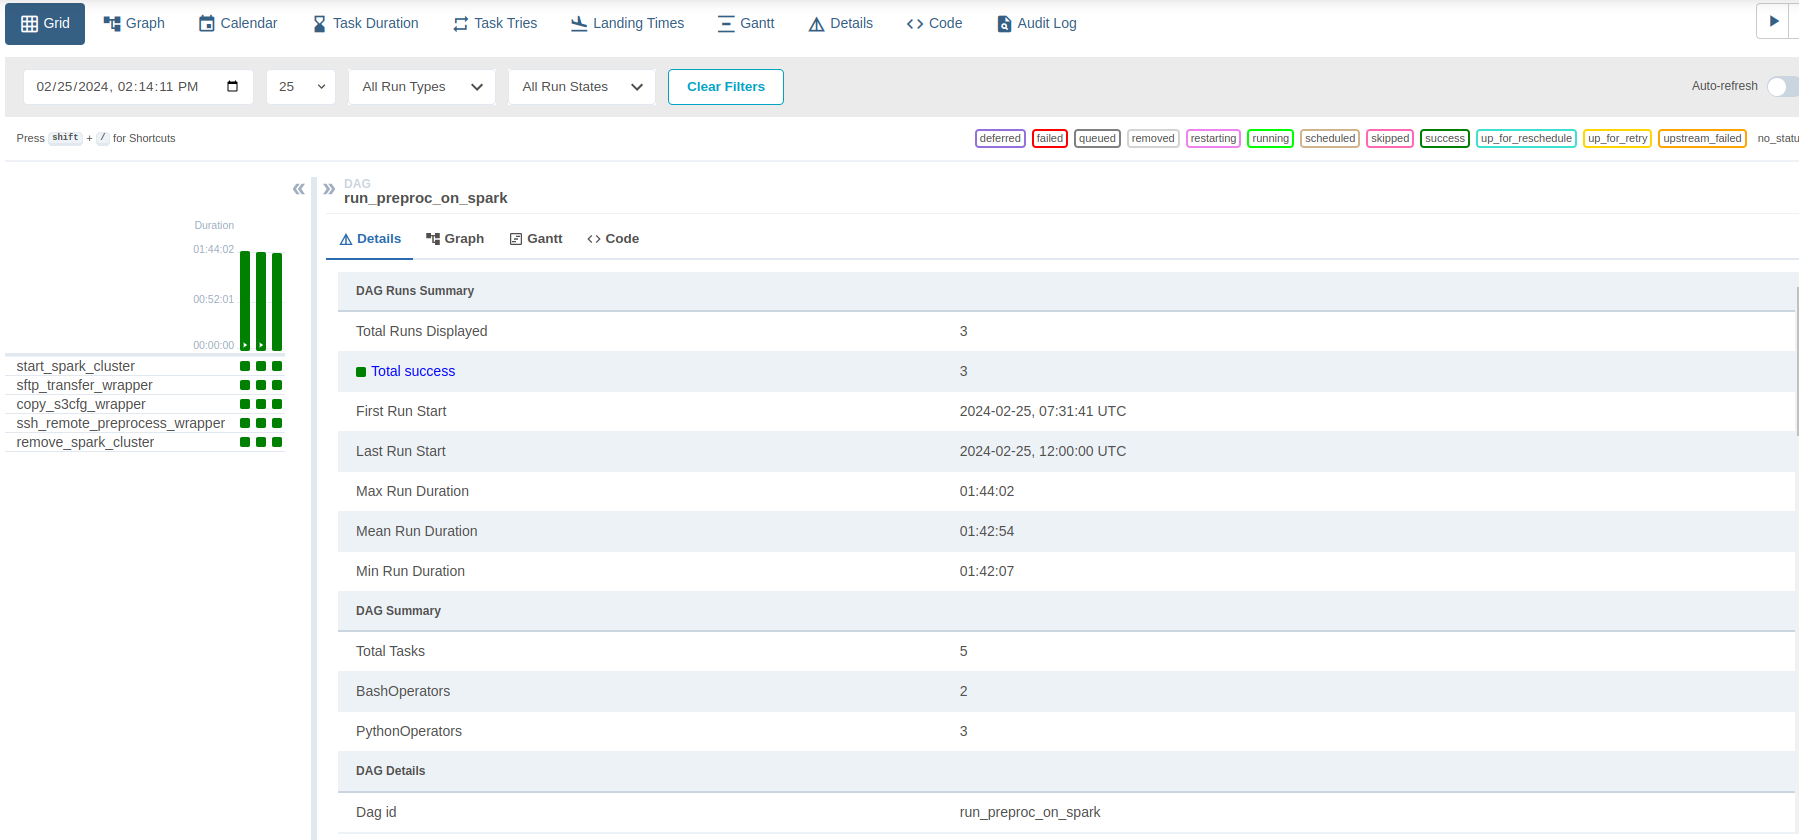 Grid Graph Calendar Task Duration Task Tries Landing Times Gantt Details Code Audit Log
02/25/2024, 02:14:11 PM 25 All Run Types All Run States Clear Filters Auto-refresh
Press shift + / for Shortcuts deferred failed queued removed restarting running scheduled skipped success up_for_reschedule up_for_retry upstream_failed no_statu
DAG
run_preproc_on_spark
Details Graph Gantt Code
Duration
01:44:02
00:52:01
00:00:00
start_spark_cluster
sftp_transfer_wrapper
copy_s3cfg_wrapper
ssh_remote_preprocess_wrapper
remove_spark_cluster
DAG Runs Summary
Total Runs Displayed 3
Total success 3
First Run Start 2024-02-25, 07:31:41 UTC
Last Run Start 2024-02-25, 12:00:00 UTC
Max Run Duration 01:44:02
Mean Run Duration 01:42:54
Min Run Duration 01:42:07
DAG Summary
Total Tasks 5
BashOperators 2
PythonOperators 3
DAG Details
Dag id run_preproc_on_spark